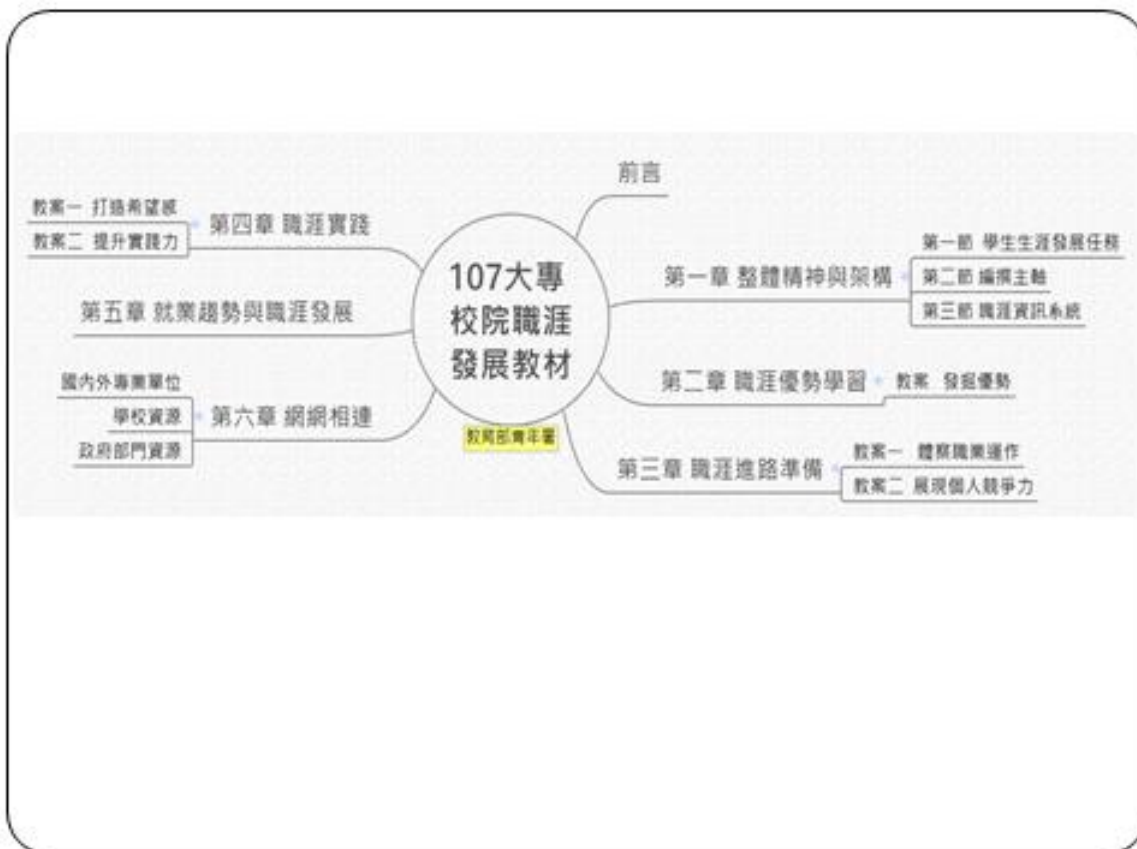 107大專
校院職涯
發展教材
教育部青年署
前言
第一章 整體精神與架構
第一節 學生生涯發展任務
第二節 編撰主軸
第三節 職涯資訊系統
第二章 職涯優勢學習
教案 發掘優勢
第三章 職涯進路準備
教案一 體察職業運作
教案二 展現個人競爭力
第四章 職涯實踐
教案一 打造希望感
教案二 提升實踐力
第五章 就業趨勢與職涯發展
第六章 網網相連
國內外專業單位
學校資源
政府部門資源